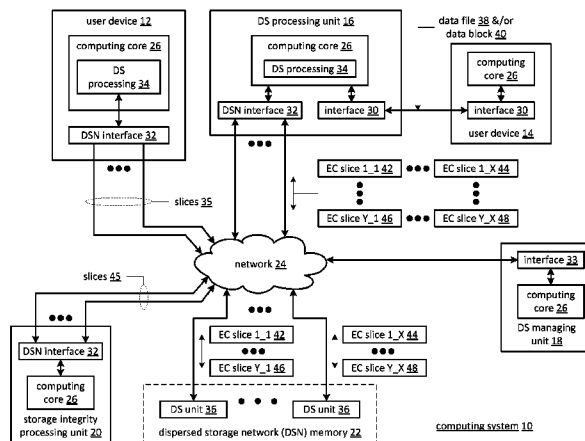 user device 12
computing core 26
DS processing 34
DSN interface 32
DS processing unit 16
computing core 26
DS processing 34
DSN interface 32
interface 30
data file 38 &/or
data block 40
computing core 26
interface 30
user device 14
slices 35
EC slice 1_1 42
EC slice 1_X 44
EC slice Y_1 46
EC slice Y_X 48
network 24
slices 45
interface 33
computing core 26
DS managing unit 18
DSN interface 32
computing core 26
storage integrity processing unit 20
EC slice 1_1 42
EC slice 1_X 44
EC slice Y_1 46
EC slice Y_X 48
DS unit 36
DS unit 36
dispersed storage network (DSN) memory 22
computing system 10